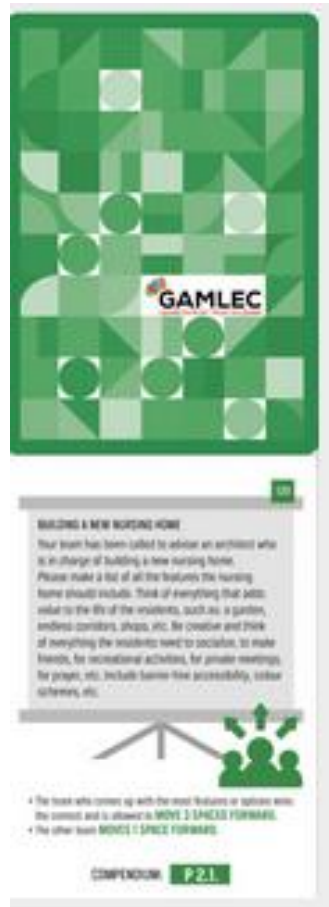 GAMLEC
BUILDING A NEW NURSING HOME
Your team has been called to advise an architect who
is in charge of building a new nursing home.
Please make a list of all the features the nursing
home should include. Think of everything that adds
value to the life of the residents, such as: a garden,
endless corridors, shops, etc. Be creative and think
of everything the residents need to socialize, to make
friends, for recreational activities, for private meetings,
for prayer, etc. Include barrier-free accessibility, colour
schemes, etc.
• The team who comes up with the most features or options wins
the contest and is allowed to MOVE 3 SPACES FORWARD.
• The other team MOVES 1 SPACE FORWARD.
COMPENDIUM: P 2.1.